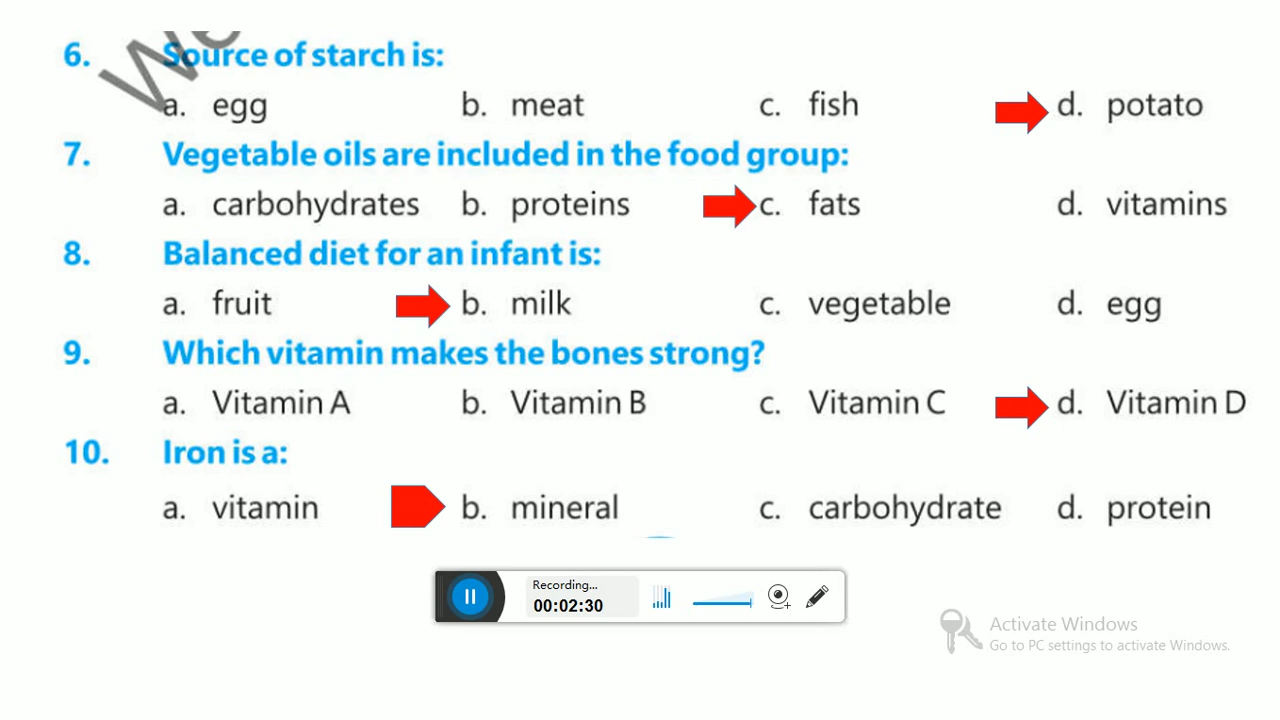 6. Source of starch is:
a. egg b. meat c. fish d. potato
7. Vegetable oils are included in the food group:
a. carbohydrates b. proteins c. fats d. vitamins
8. Balanced diet for an infant is:
a. fruit b. milk c. vegetable d. egg
9. Which vitamin makes the bones strong?
a. Vitamin A b. Vitamin B c. Vitamin C d. Vitamin D
10. Iron is a:
a. vitamin b. mineral c. carbohydrate d. protein
Recording...
00:02:30
Activate Windows
Go to PC settings to activate Windows.